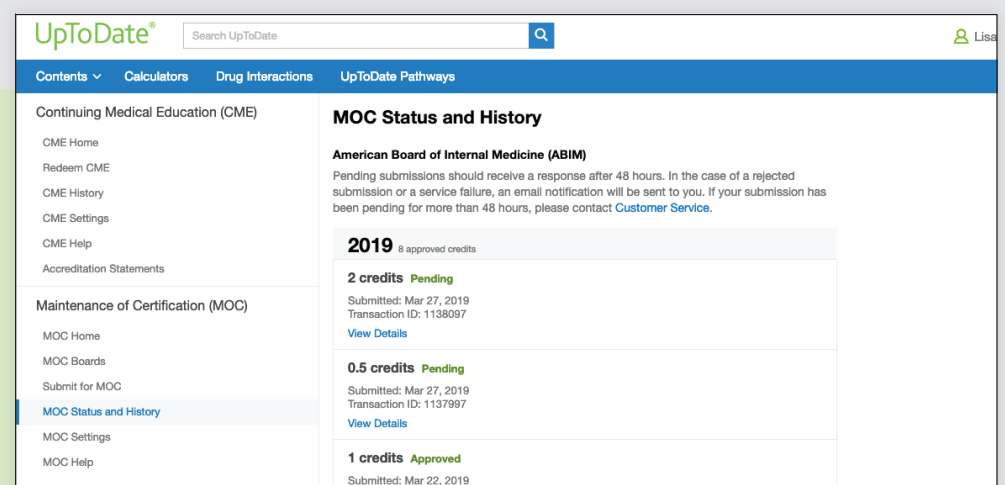 UpToDate®
Search UpToDate
Lisa
Contents
Calculators
Drug Interactions
UpToDate Pathways
Continuing Medical Education (CME)
CME Home
Redeem CME
CME History
CME Settings
CME Help
Accreditation Statements
Maintenance of Certification (MOC)
MOC Home
MOC Boards
Submit for MOC
MOC Status and History
MOC Settings
MOC Help
MOC Status and History
American Board of Internal Medicine (ABIM)
Pending submissions should receive a response after 48 hours. In the case of a rejected
submission or a service failure, an email notification will be sent to you. If your submission has
been pending for more than 48 hours, please contact Customer Service.
2019 8 approved credits
2 credits Pending
Submitted: Mar 27, 2019
Transaction ID: 1138097
View Details
0.5 credits Pending
Submitted: Mar 27, 2019
Transaction ID: 1137997
View Details
1 credits Approved
Submitted: Mar 22, 2019